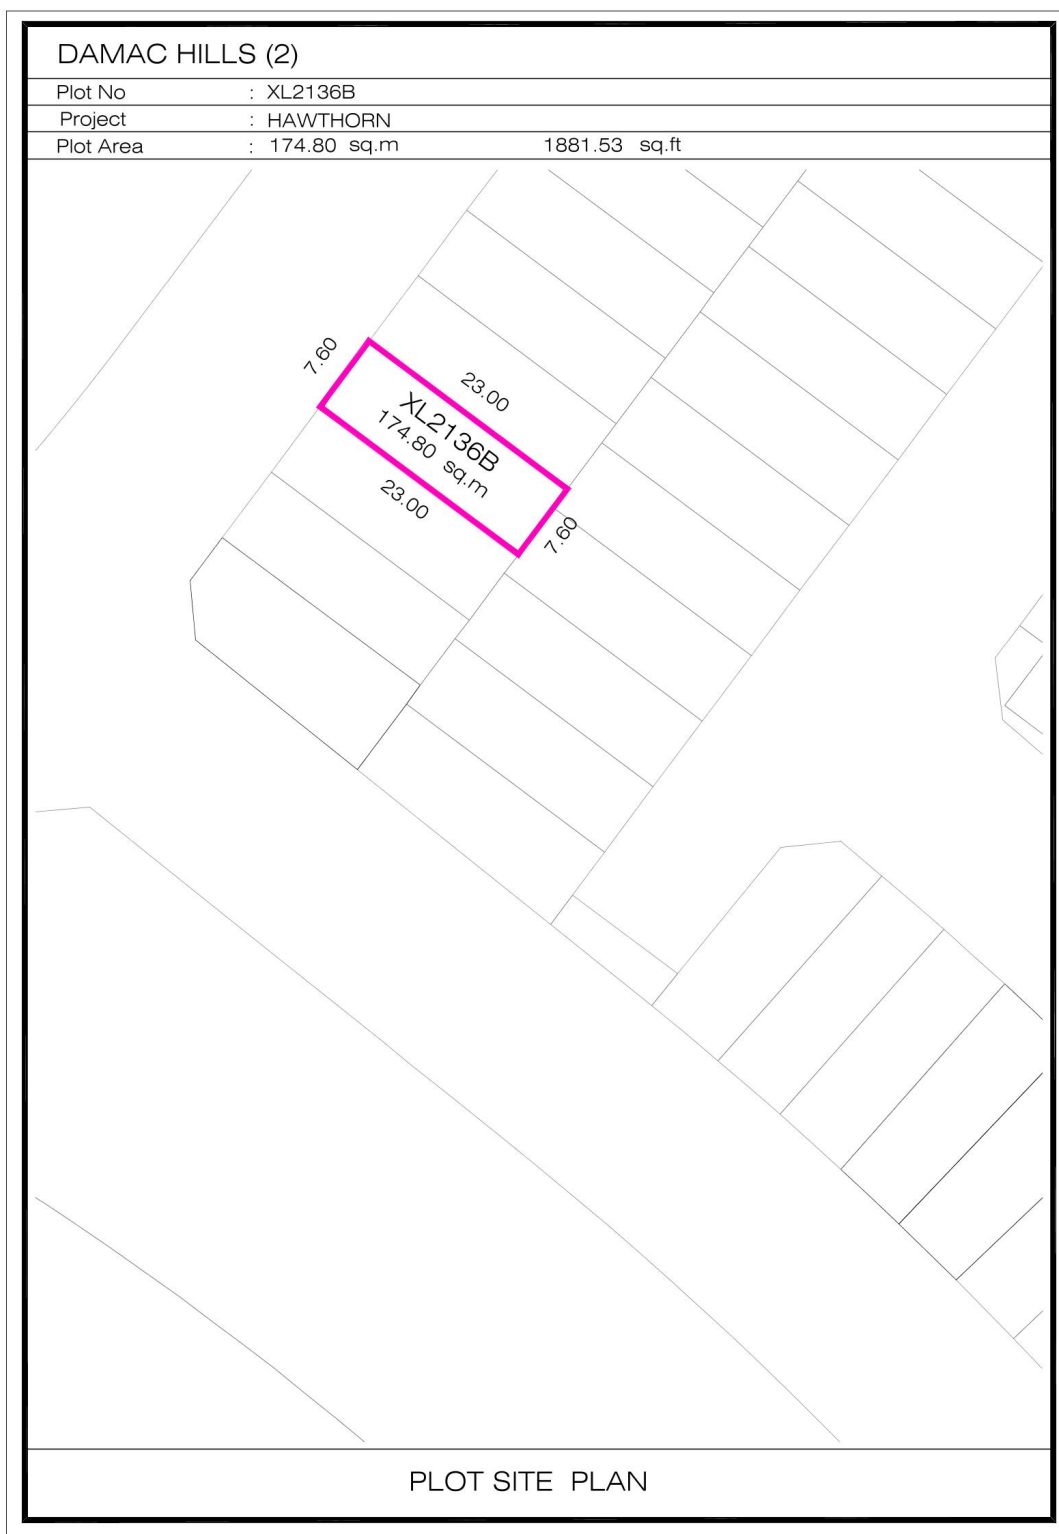 DAMAC HILLS (2)
Plot No : XL2136B
Project : HAWTHORN
Plot Area : 174.80 sq.m 1881.53 sq.ft
7.60
23.00
XL2136B
174.80 sq.m
23.00
7.60
PLOT SITE PLAN